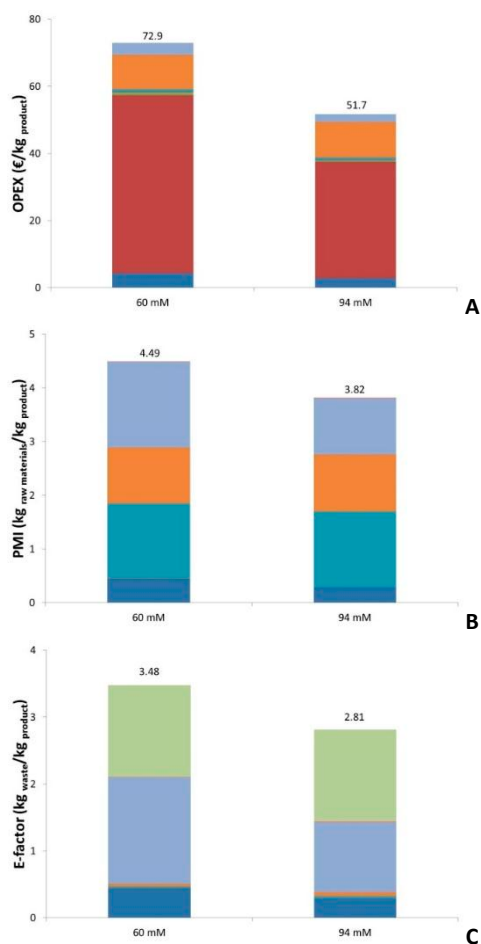 80
72.9
60
51.7
40
20
0
OPEX (€/kg product)
60 mM
94 mM
A
5
4.49
4
3.82
3
2
1
0
PMI (kg raw materials/kg product)
60 mM
94 mM
B
4
3.48
3
2.81
2
1
0
E-factor (kg waste/kg product)
60 mM
94 mM
C